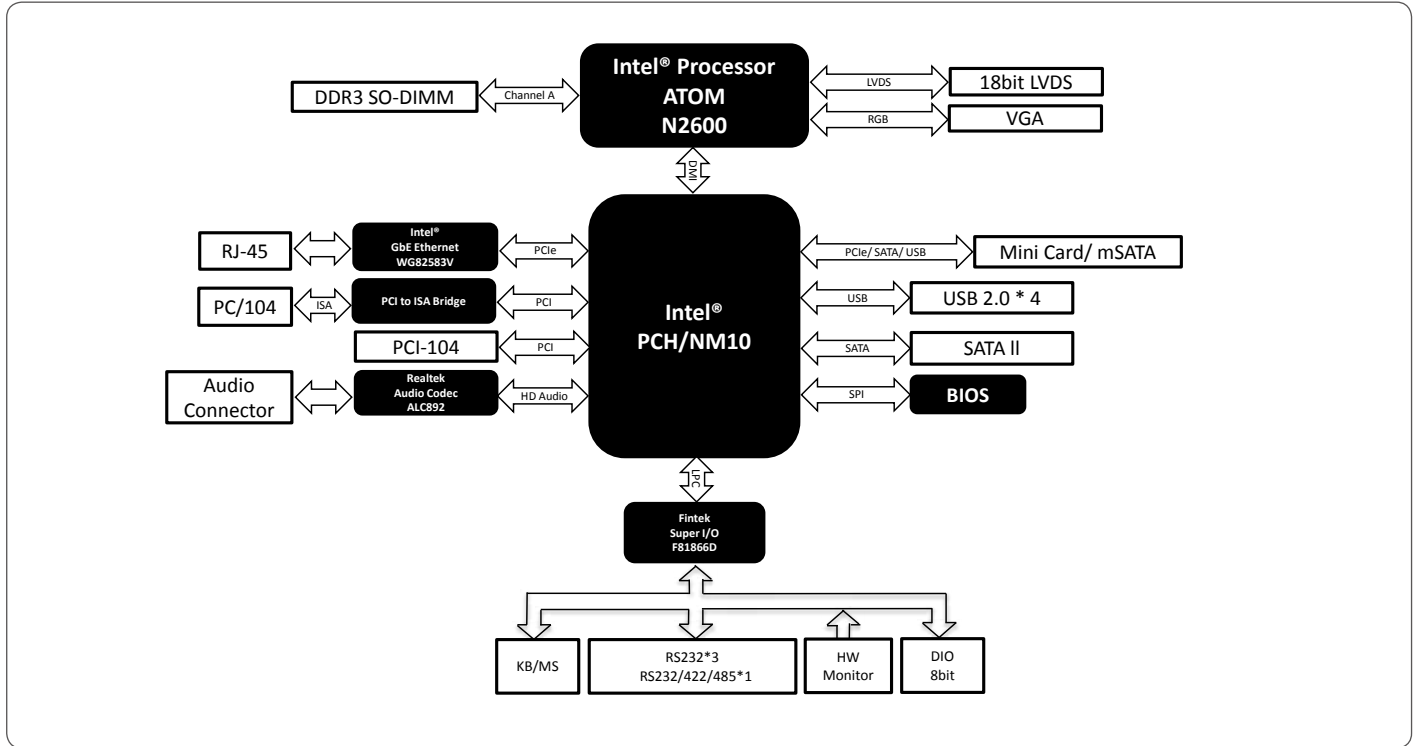 Intel® Processor
ATOM
N2600
DDR3 SO-DIMM
Channel A
LVDS
18bit LVDS
RGB
VGA
DMI
Intel®
PCH/NM10
RJ-45
Intel®
GbE Ethernet
WG82583V
PCIe
PC/104
ISA
PCI to ISA Bridge
PCI
PCI-104
PCI
Audio
Connector
Realtek
Audio Codec
ALC892
HD Audio
PCIe/ SATA/ USB
Mini Card/ mSATA
USB
USB 2.0 * 4
SATA
SATA II
SPI
BIOS
LPC
Fintek
Super I/O
F81866D
KB/MS
RS232*3
RS232/422/485*1
HW
Monitor
DIO
8bit